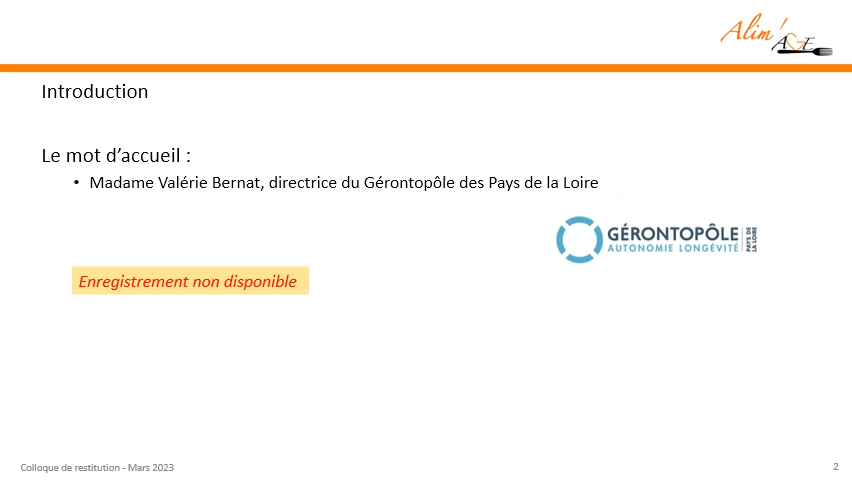 Alim'
A&E
Introduction
Le mot d’accueil :
• Madame Valérie Bernat, directrice du Gérontopôle des Pays de la Loire
GÉRONTOPÔLE
AUTONOMIE LONGÉVITÉ
PAYS DE
LA LOIRE
Enregistrement non disponible
Colloque de restitution - Mars 2023
2